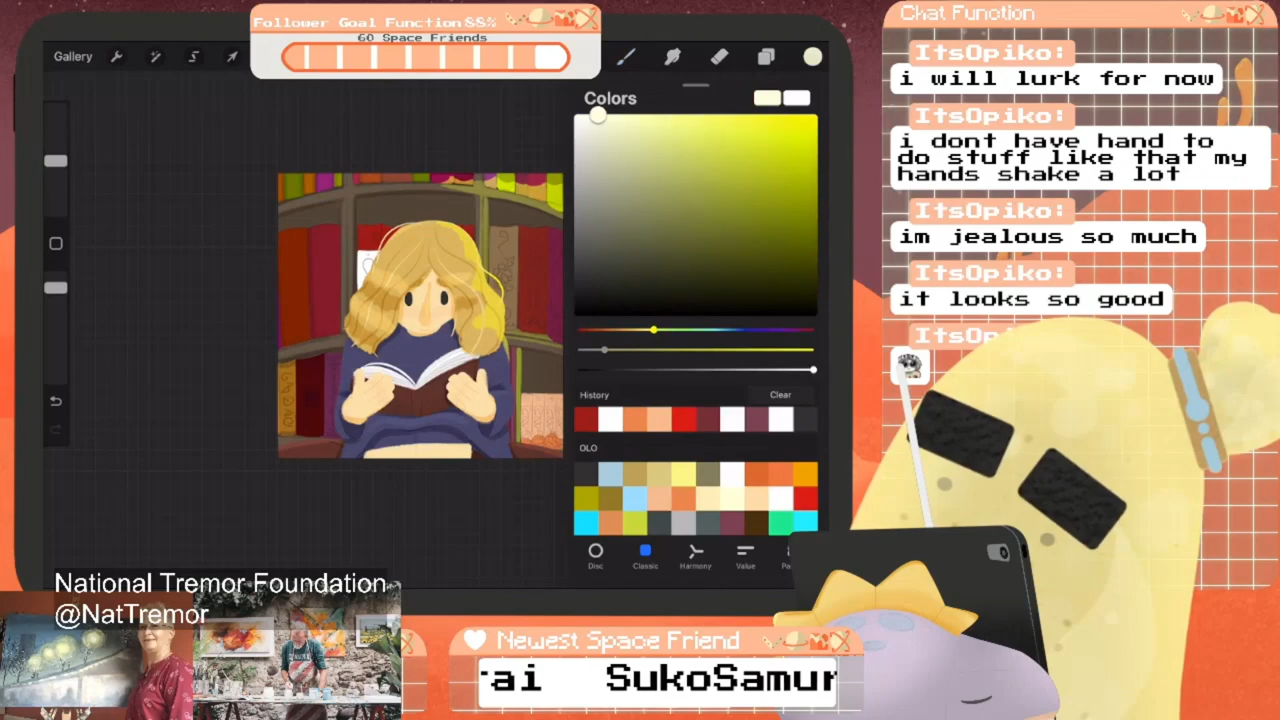 Follower Goal Function 88%
60 Space Friends
Gallery
Colors
History
Clear
OLO
Disc
Classic
Harmony
Value
Chat Function
ItsOpiko:
i will lurk for now
ItsOpiko:
i dont have hand to
do stuff like that my
hands shake a lot
ItsOpiko:
im jealous so much
ItsOpiko:
it looks so good
National Tremor Foundation
@NatTremor
Newest Space Friend
ai SukoSamur